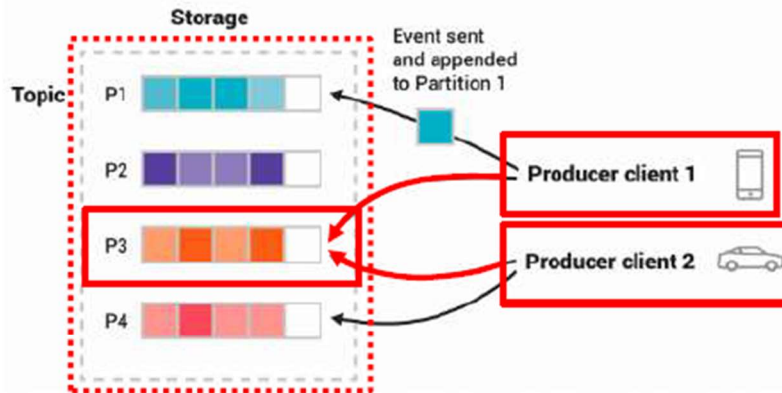 Storage
Event sent
and appended
to Partition 1
Topic
P1
P2
P3
P4
Producer client 1
Producer client 2